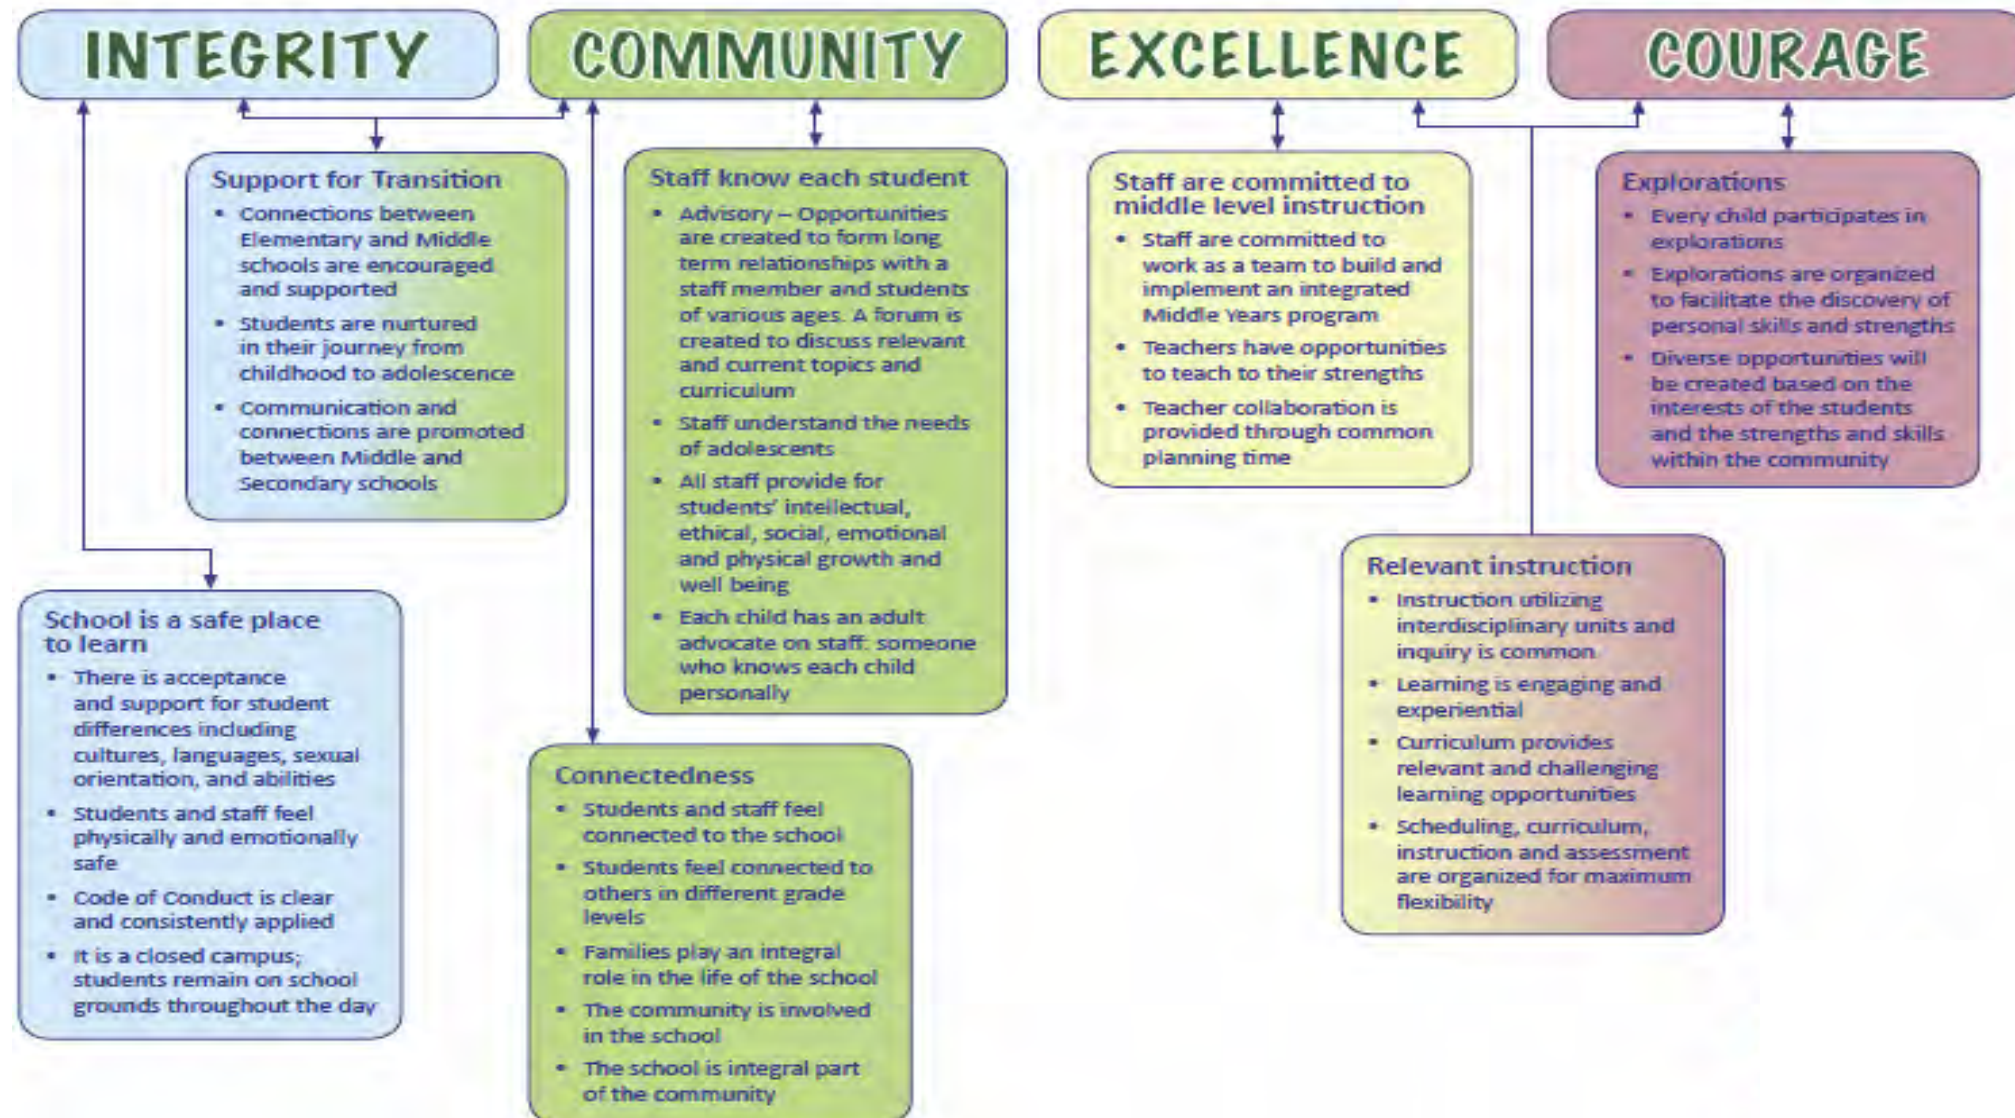 INTEGRITY
COMMUNITY
EXCELLENCE
COURAGE
Support for Transition
• Connections between
Elementary and Middle
schools are encouraged
and supported
• Students are nurtured
in their journey from
childhood to adolescence
• Communication and
connections are promoted
between Middle and
Secondary schools
School is a safe place
to learn
• There is acceptance
and support for student
differences including
cultures, languages, sexual
orientation, and abilities
• Students and staff feel
physically and emotionally
safe
• Code of Conduct is clear
and consistently applied
• It is a closed campus;
students remain on school
grounds throughout the day
Staff know each student
• Advisory – Opportunities
are created to form long
term relationships with a
staff member and students
of various ages. A forum is
created to discuss relevant
and current topics and
curriculum
• Staff understand the needs
of adolescents
• All staff provide for
students' intellectual,
ethical, social, emotional
and physical growth and
well being
• Each child has an adult
advocate on staff: someone
who knows each child
personally
Connectedness
• Students and staff feel
connected to the school
• Students feel connected to
others in different grade
levels
• Families play an integral
role in the life of the school
• The community is involved
in the school
• The school is integral part
of the community
Staff are committed to
middle level instruction
• Staff are committed to
work as a team to build and
implement an integrated
Middle Years program
• Teachers have opportunities
to teach to their strengths
• Teacher collaboration is
provided through common
planning time
Explorations
• Every child participates in
explorations
• Explorations are organized
to facilitate the discovery of
personal skills and strengths
• Diverse opportunities will
be created based on the
interests of the students
and the strengths and skills
within the community
Relevant instruction
• Instruction utilizing
interdisciplinary units and
inquiry is common
• Learning is engaging and
experiential
• Curriculum provides
relevant and challenging
learning opportunities
• Scheduling, curriculum,
instruction and assessment
are organized for maximum
flexibility